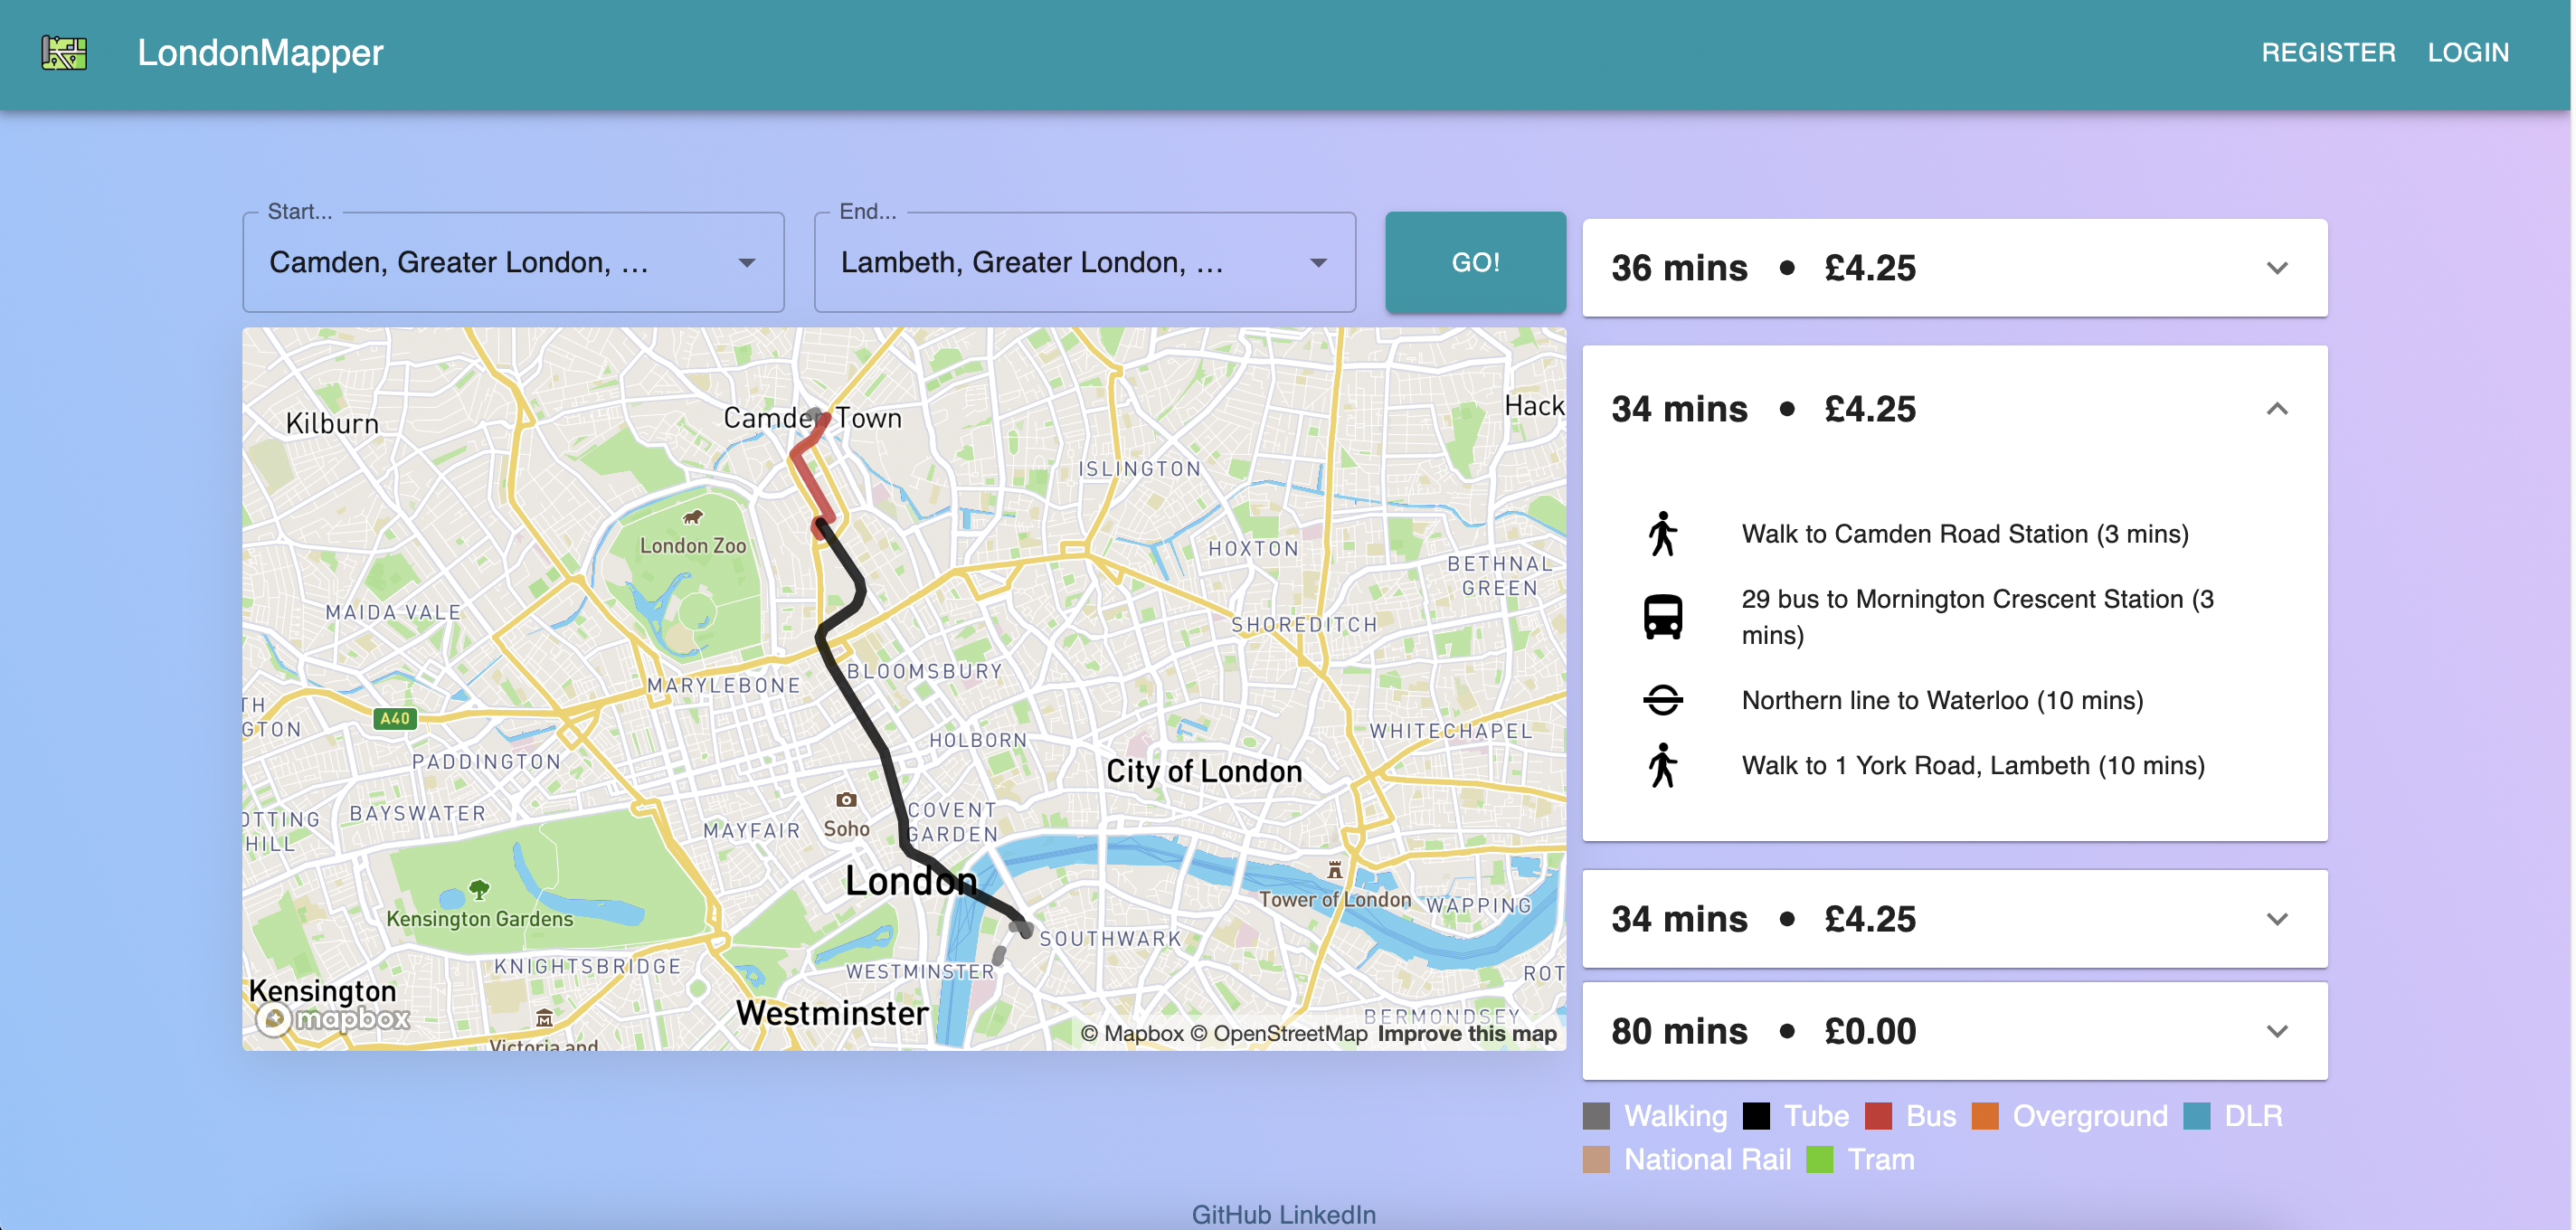 LondonMapper
REGISTER LOGIN
Start...
Camden, Greater London, ...
End...
Lambeth, Greater London, ...
GO!
36 mins • £4.25
34 mins • £4.25
Walk to Camden Road Station (3 mins)
29 bus to Mornington Crescent Station (3
mins)
Northern line to Waterloo (10 mins)
Walk to 1 York Road, Lambeth (10 mins)
34 mins • £4.25
80 mins • £0.00
Walking Tube Bus Overground DLR
National Rail Tram
Kilburn
Camden Town
Hack
ISLINGTON
London Zoo
HOXTON
BETHNAL
GREEN
MAIDA VALE
SHOREDITCH
BLOOMSBURY
MARYLEBONE
TH
GTON
A40
HOLBORN
WHITECHAPEL
PADDINGTON
City of London
BAYSWATER
OTTING
HILL
MAYFAIR
Soho
COVENT
GARDEN
London
Tower of London
WAPPING
Kensington Gardens
SOUTHWARK
KNIGHTSBRIDGE
WESTMINSTER
ROT
Kensington
Westminster
BERMONDSEY
mapbox
Victoria and
© Mapbox © OpenStreetMap Improve this map
GitHub LinkedIn